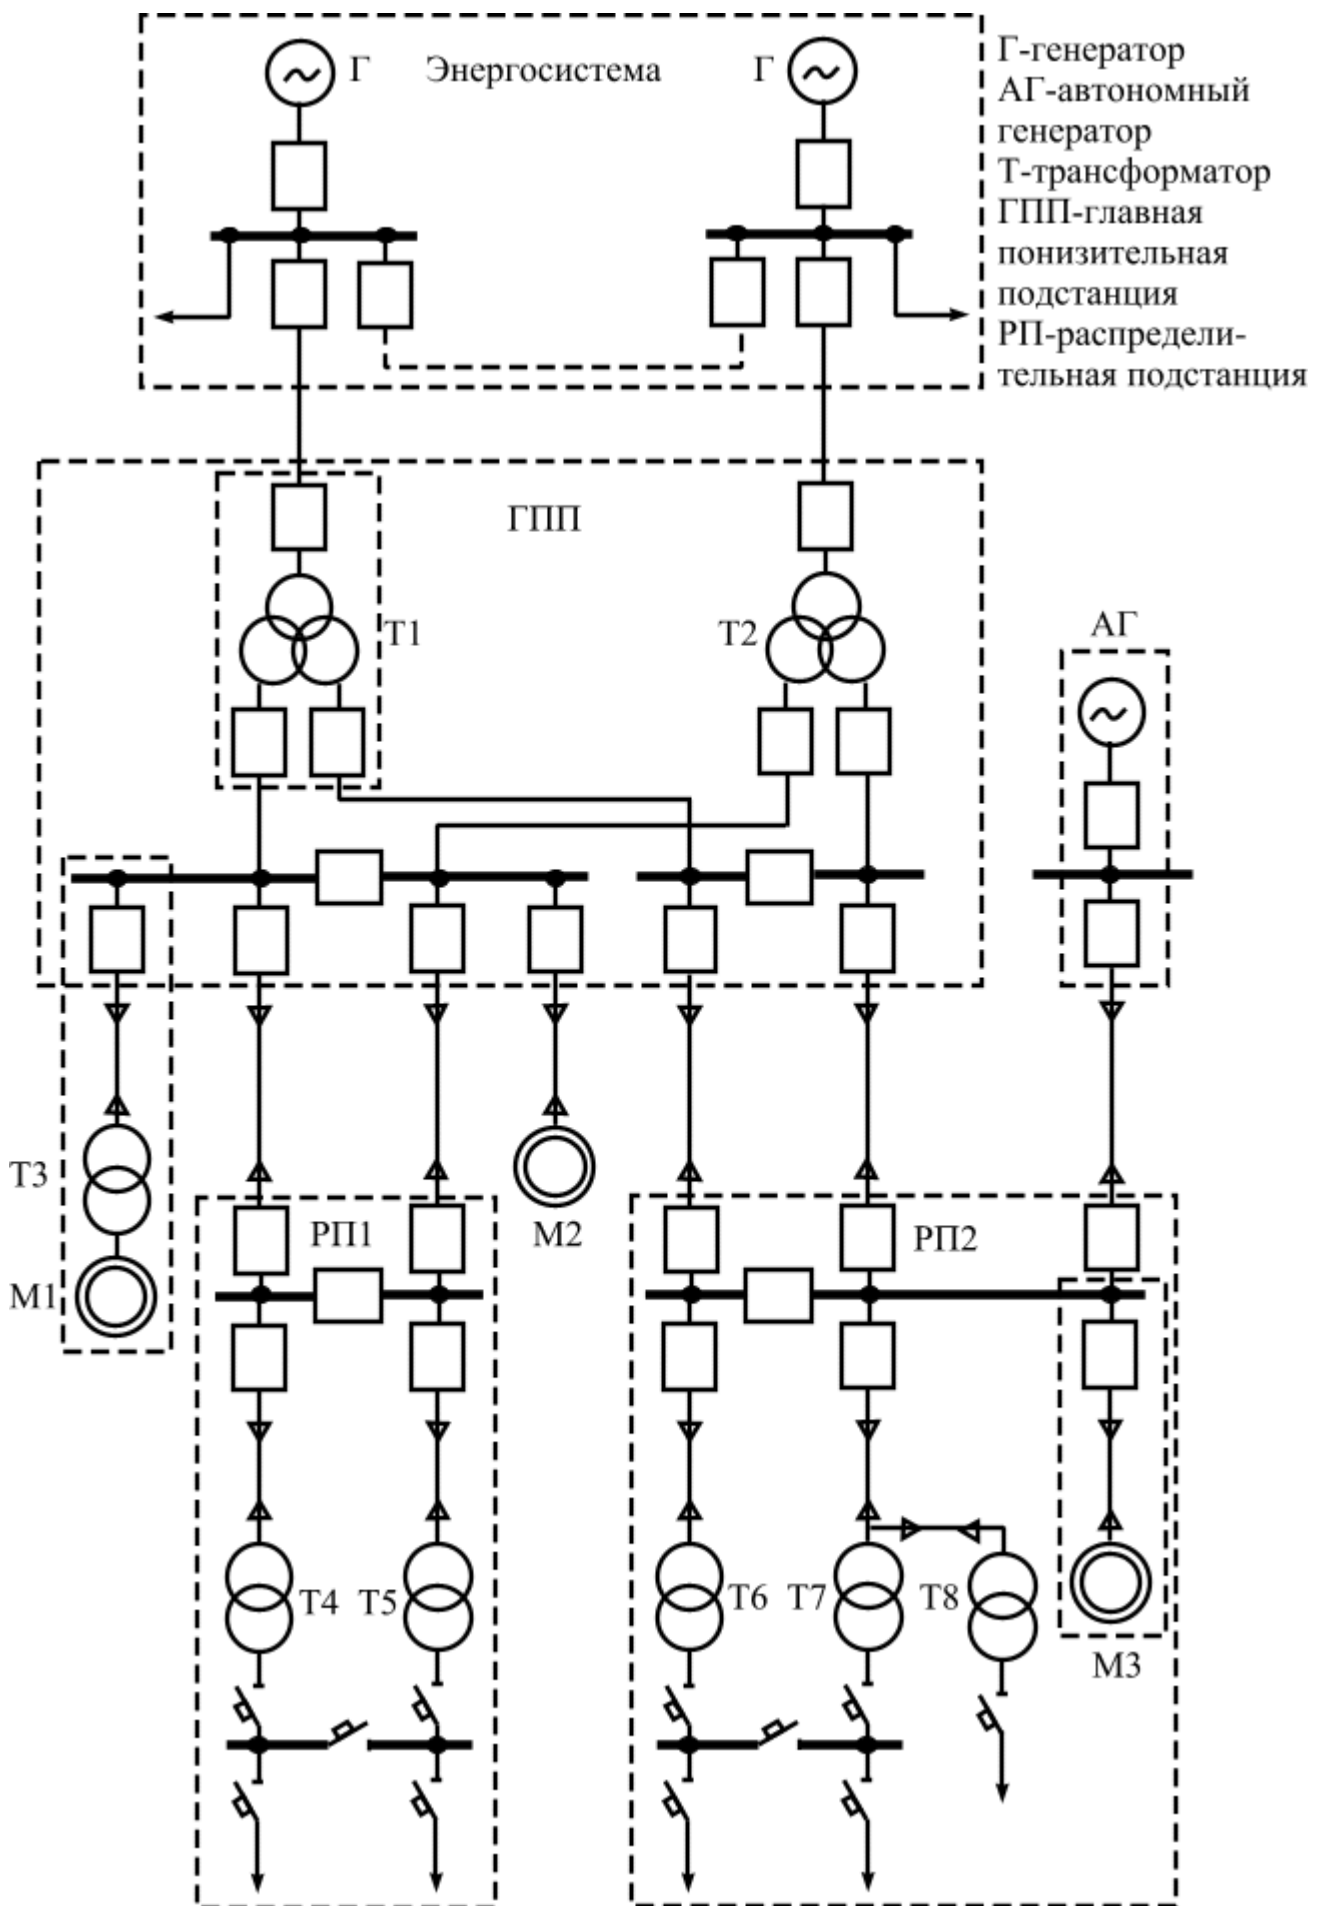 Г
Энергосистема
Г
Г-генератор
АГ-автономный
генератор
Т-трансформатор
ГПП-главная
понизительная
подстанция
РП-распредели-
тельная подстанция
ГПП
Т1
Т2
АГ
Т3
М1
РП1
М2
РП2
Т4
Т5
Т6
Т7
Т8
М3